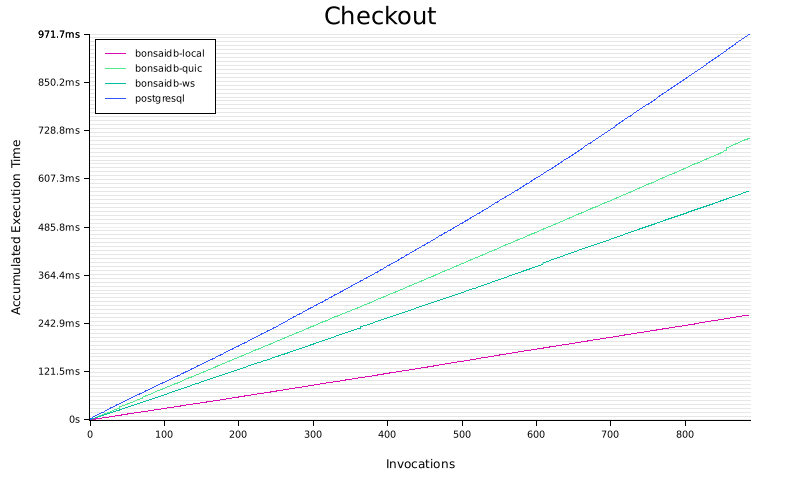 Checkout
971.7ms
bonsaidb-local
bonsaidb-quic
bonsaidb-ws
postgresql
850.2ms
728.8ms
607.3ms
485.8ms
364.4ms
242.9ms
121.5ms
0s
Accumulated Execution Time
0 100 200 300 400 500 600 700 800
Invocations